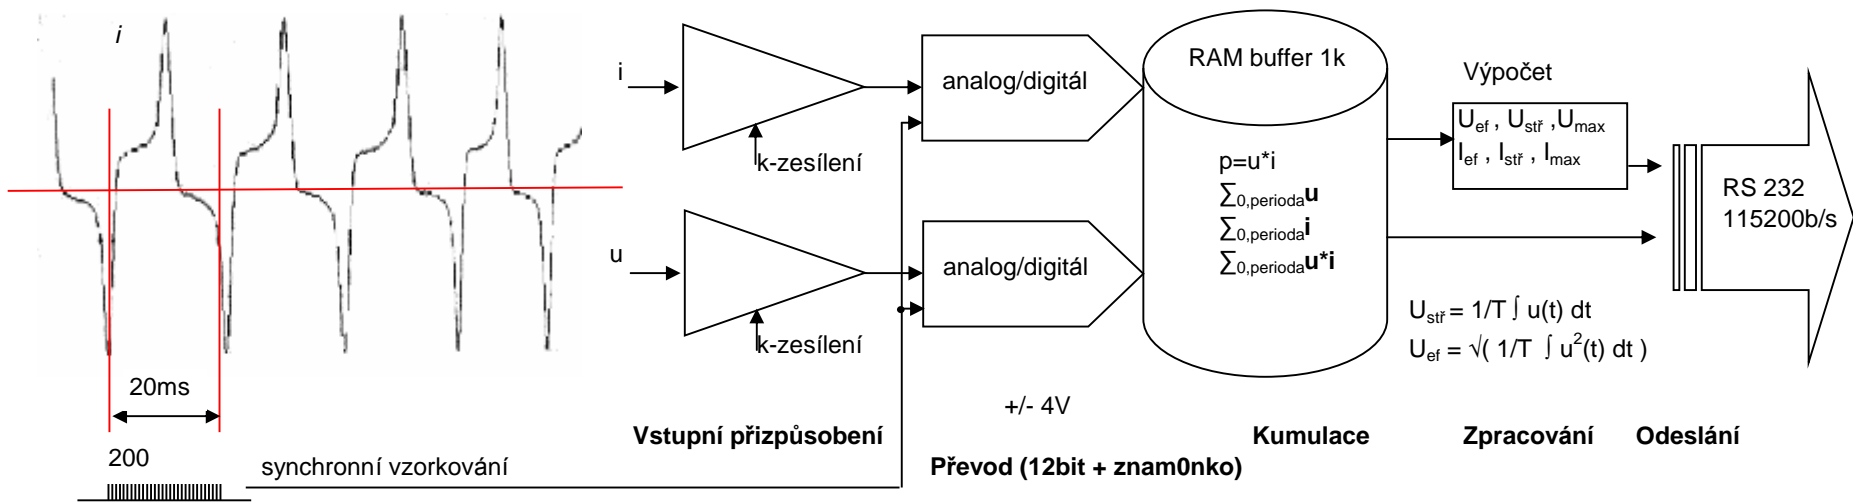 i
20ms
200
synchronní vzorkování
i
k-zesílení
u
k-zesílení
Vstupní přizpůsobení
analog/digitál
analog/digitál
+/- 4V
Převod (12bit + znam0nko)
RAM buffer 1k
p=u*i
∑0,periodau
∑0,periodai
∑0,periodau*i
Kumulace
Výpočet
Uef , Ustř ,Umax
Ief , Istř , Imax
Ustř = 1/T ∫ u(t) dt
Uef = √( 1/T ∫ u²(t) dt )
Zpracování
RS 232
115200b/s
Odeslání